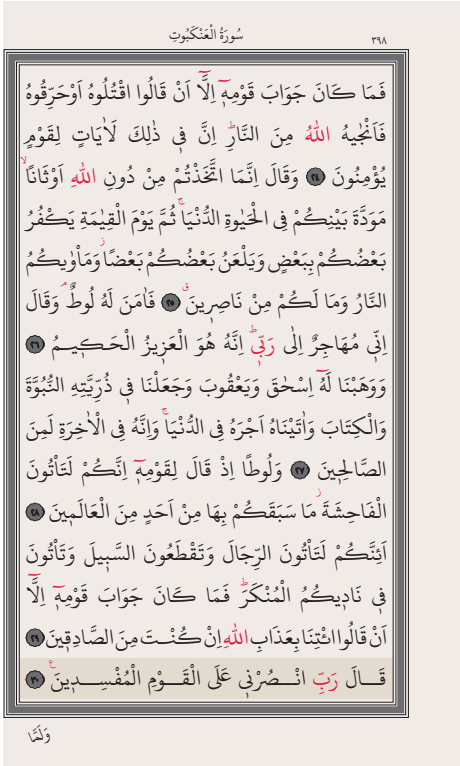 سُورَةُ الْعَنْكَبُوتِ ٣٩٨
فَمَا كَانَ جَوَابَ قَوْمِهٖٓ اِلَّٓا اَنْ قَالُوا اقْتُلُوهُ اَوْحَرِّقُوهُ
فَاَنْجٰيهُ اللّٰهُ مِنَ النَّارِۜ اِنَّ فٖى ذٰلِكَ لَاٰيَاتٍ لِقَوْمٍ
يُؤْمِنُونَ ٢٤ وَقَالَ اِنَّمَا اتَّخَذْتُمْ مِنْ دُونِ اللّٰهِ اَوْثَانًاۙ
مَوَدَّةَ بَيْنِكُمْ فِى الْحَيٰوةِ الدُّنْيَاۚ ثُمَّ يَوْمَ الْقِيٰمَةِ يَكْفُرُ
بَعْضُكُمْ بِبَعْضٍ وَيَلْعَنُ بَعْضُكُمْ بَعْضًاۘ وَمَاْوٰيكُمُ
النَّارُ وَمَا لَكُمْ مِنْ نَاصِرٖينَۗ ٢٥ فَاٰمَنَ لَهُ لُوطٌۢ وَقَالَ
اِنّٖى مُهَاجِرٌ اِلٰى رَبّٖىۜ اِنَّهُ هُوَ الْعَزٖيزُ الْحَكٖيمُ ٢٦
وَوَهَبْنَا لَهُٓ اِسْحٰقَ وَيَعْقُوبَ وَجَعَلْنَا فٖى ذُرِّيَّتِهِ النُّبُوَّةَ
وَالْكِتَابَ وَاٰتَيْنَاهُ اَجْرَهُ فِى الدُّنْيَاۚ وَاِنَّهُ فِى الْاٰخِرَةِ لَمِنَ
الصَّالِحٖينَ ٢٧ وَلُوطًا اِذْ قَالَ لِقَوْمِهٖٓ اِنَّكُمْ لَتَاْتُونَ
الْفَاحِشَةَۘ مَا سَبَقَكُمْ بِهَا مِنْ اَحَدٍ مِنَ الْعَالَمٖينَ ٢٨
اَئِنَّكُمْ لَتَاْتُونَ الرِّجَالَ وَتَقْطَعُونَ السَّبٖيلَ وَتَاْتُونَ
فٖى نَادٖيكُمُ الْمُنْكَرَۜ فَمَا كَانَ جَوَابَ قَوْمِهٖٓ اِلَّٓا
اَنْ قَالُوا ائْتِنَا بِعَذَابِ اللّٰهِ اِنْ كُنْتَ مِنَ الصَّادِقٖينَ ٢٩
قَالَ رَبِّ انْصُرْنٖى عَلَى الْقَوْمِ الْمُفْسِدٖينَࣖ ٣٠
وَلَمَّا